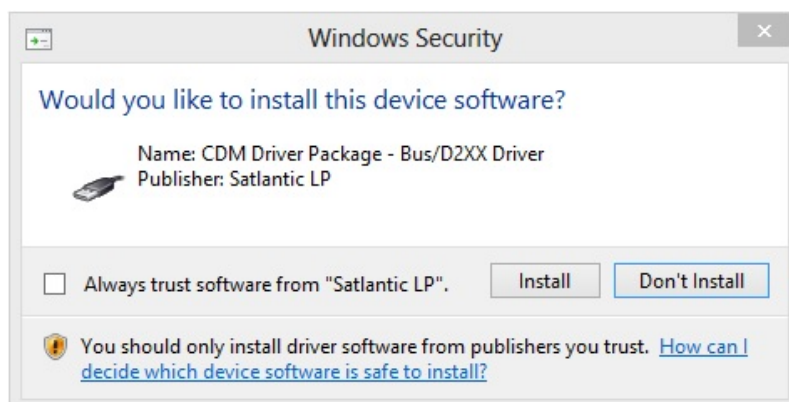 Windows Security
Would you like to install this device software?
Name: CDM Driver Package - Bus/D2XX Driver
Publisher: Satlantic LP
Always trust software from "Satlantic LP".
Install
Don't Install
You should only install driver software from publishers you trust. How can I
decide which device software is safe to install?